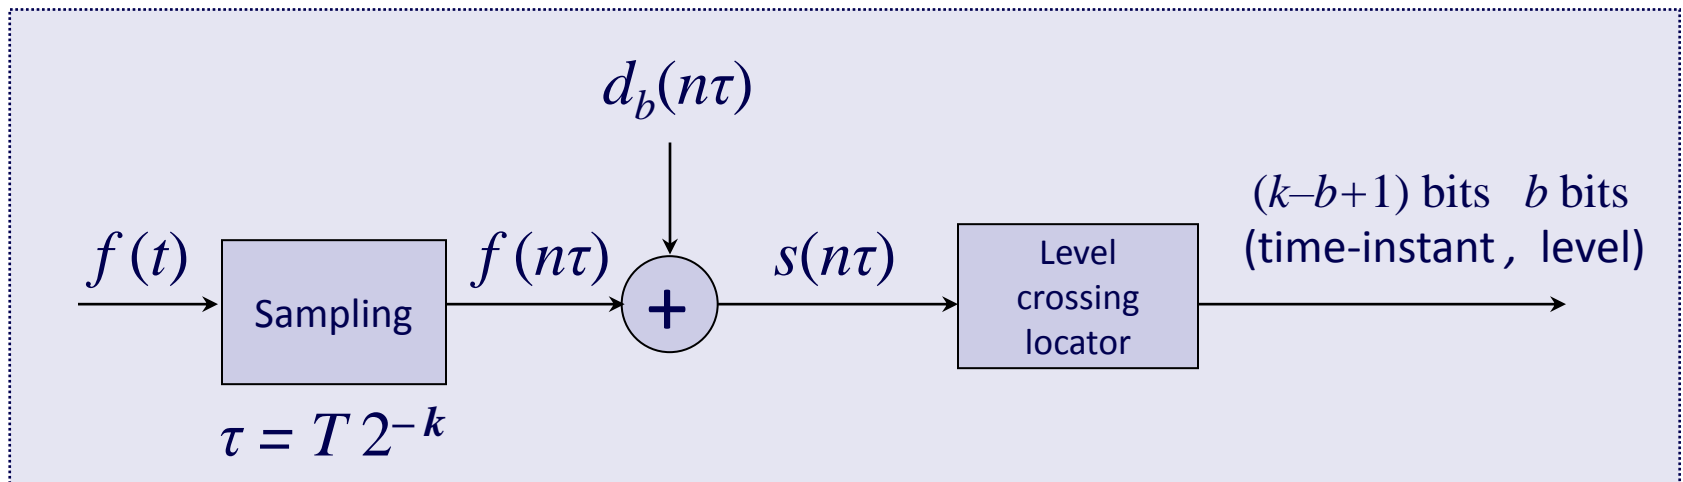 d_b(nτ)
(k–b+1) bits b bits
f(t)
f(nτ)
s(nτ)
(time-instant , level)
Sampling
+
Level
crossing
locator
τ = T 2^{–k}